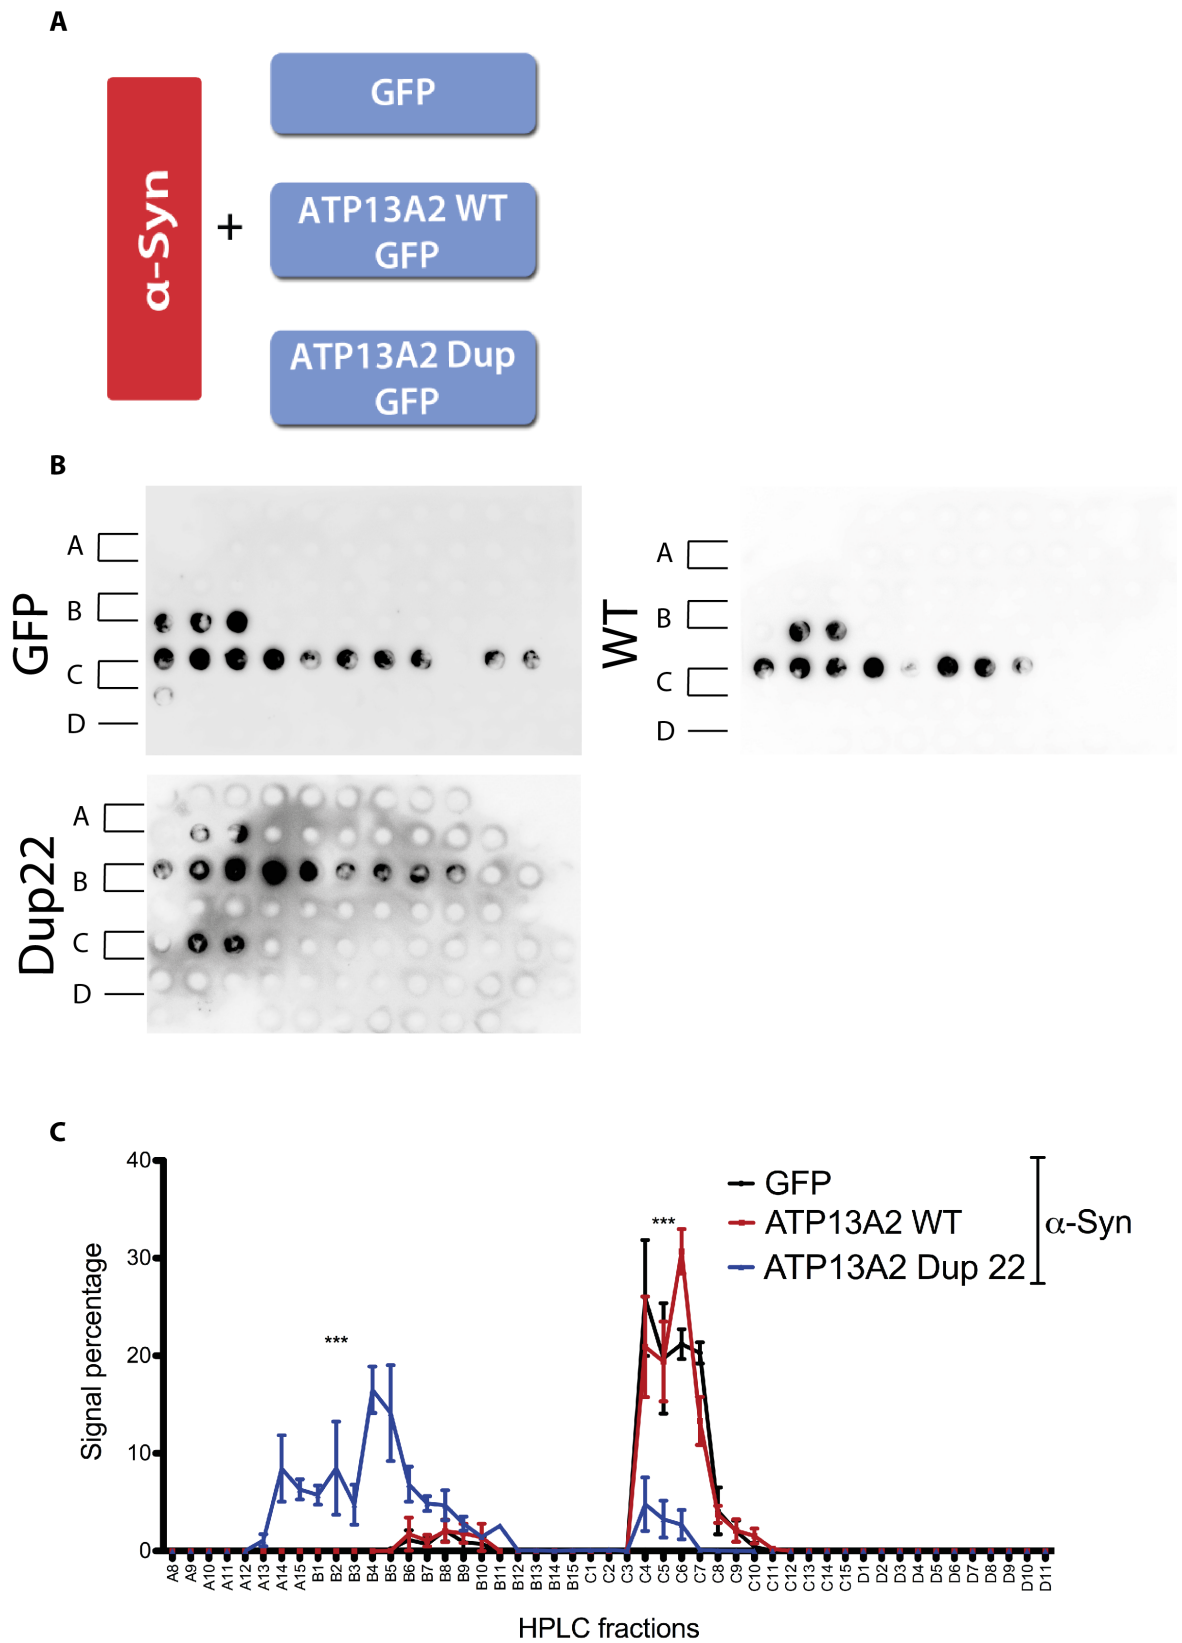 A
α-Syn
+
GFP
ATP13A2 WT
GFP
ATP13A2 Dup
GFP
B
GFP
A
B
C
D
WT
A
B
C
D
Dup22
A
B
C
D
C
Signal percentage
40
30
20
10
0
***
***
GFP
ATP13A2 WT
ATP13A2 Dup 22
α-Syn
A8 A9 A10 A11 A12 A13 A14 A15 B1 B2 B3 B4 B5 B6 B7 B8 B9 B10 B11 B12 B13 B14 B15 C1 C2 C3 C4 C5 C6 C7 C8 C9 C10 C11 C12 C13 C14 C15 D1 D2 D3 D4 D5 D6 D7 D8 D9 D10 D11
HPLC fractions